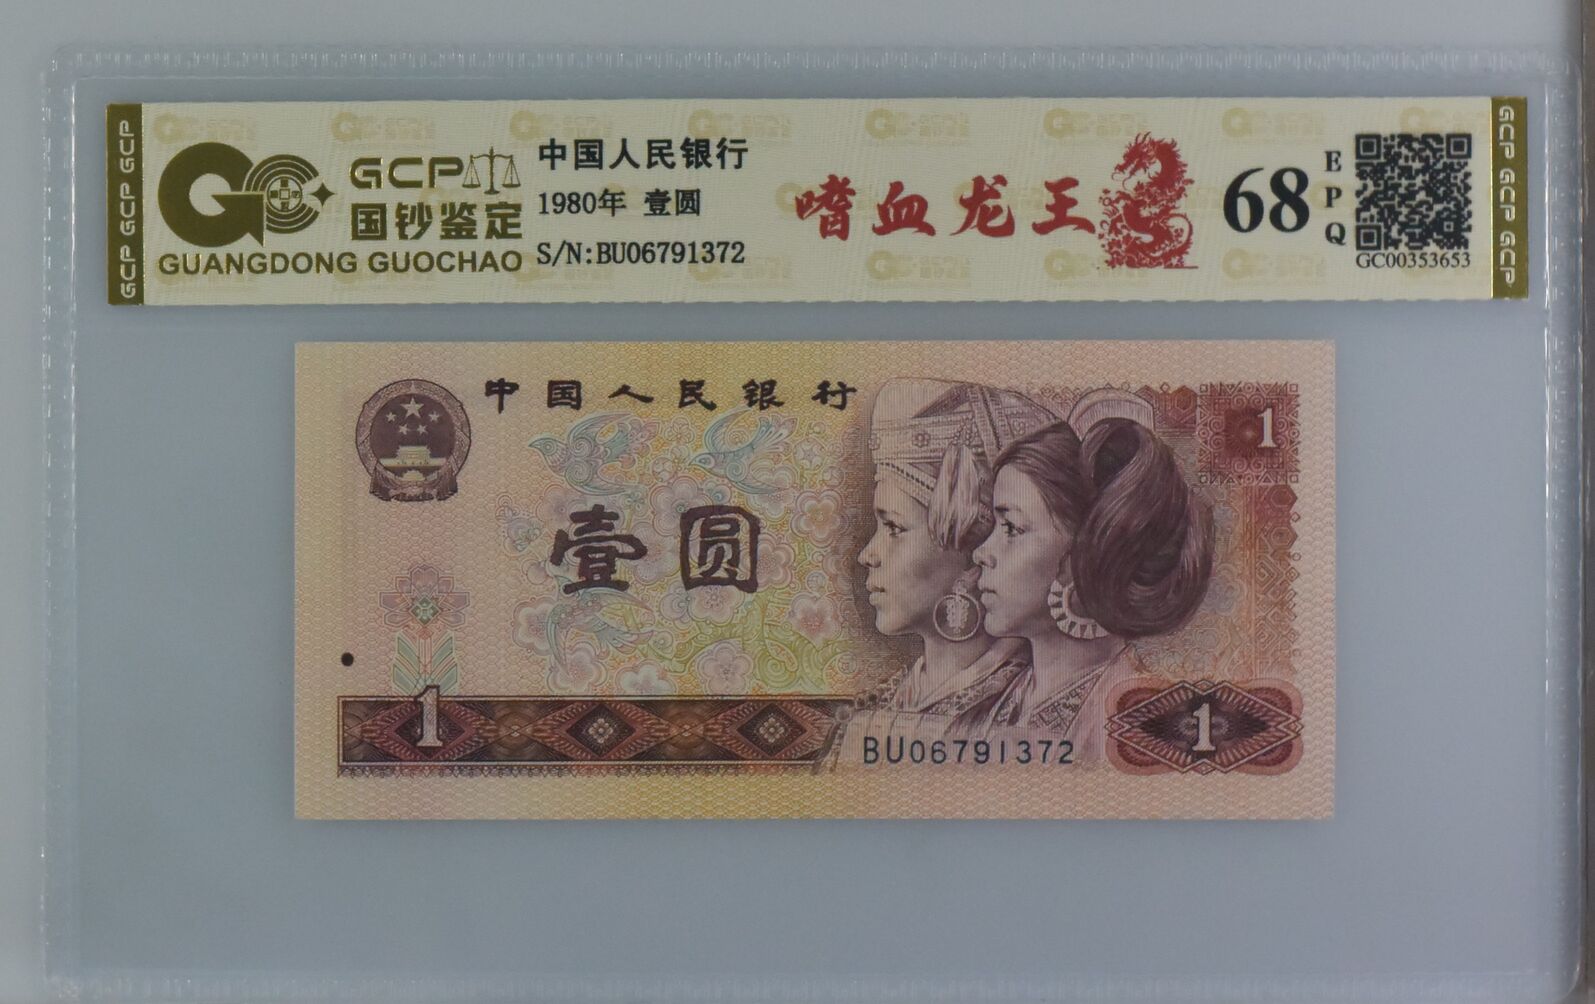 GCP GCP GCP
GCP
国钞鉴定
GUANGDONG GUOCHAO
中国人民银行
1980年 壹圆
S/N:BU06791372
嗜血龙王
68
EPQ
GC00353653
GCP GCP GCP
中国人民银行
1
壹圆
1
BU06791372
1